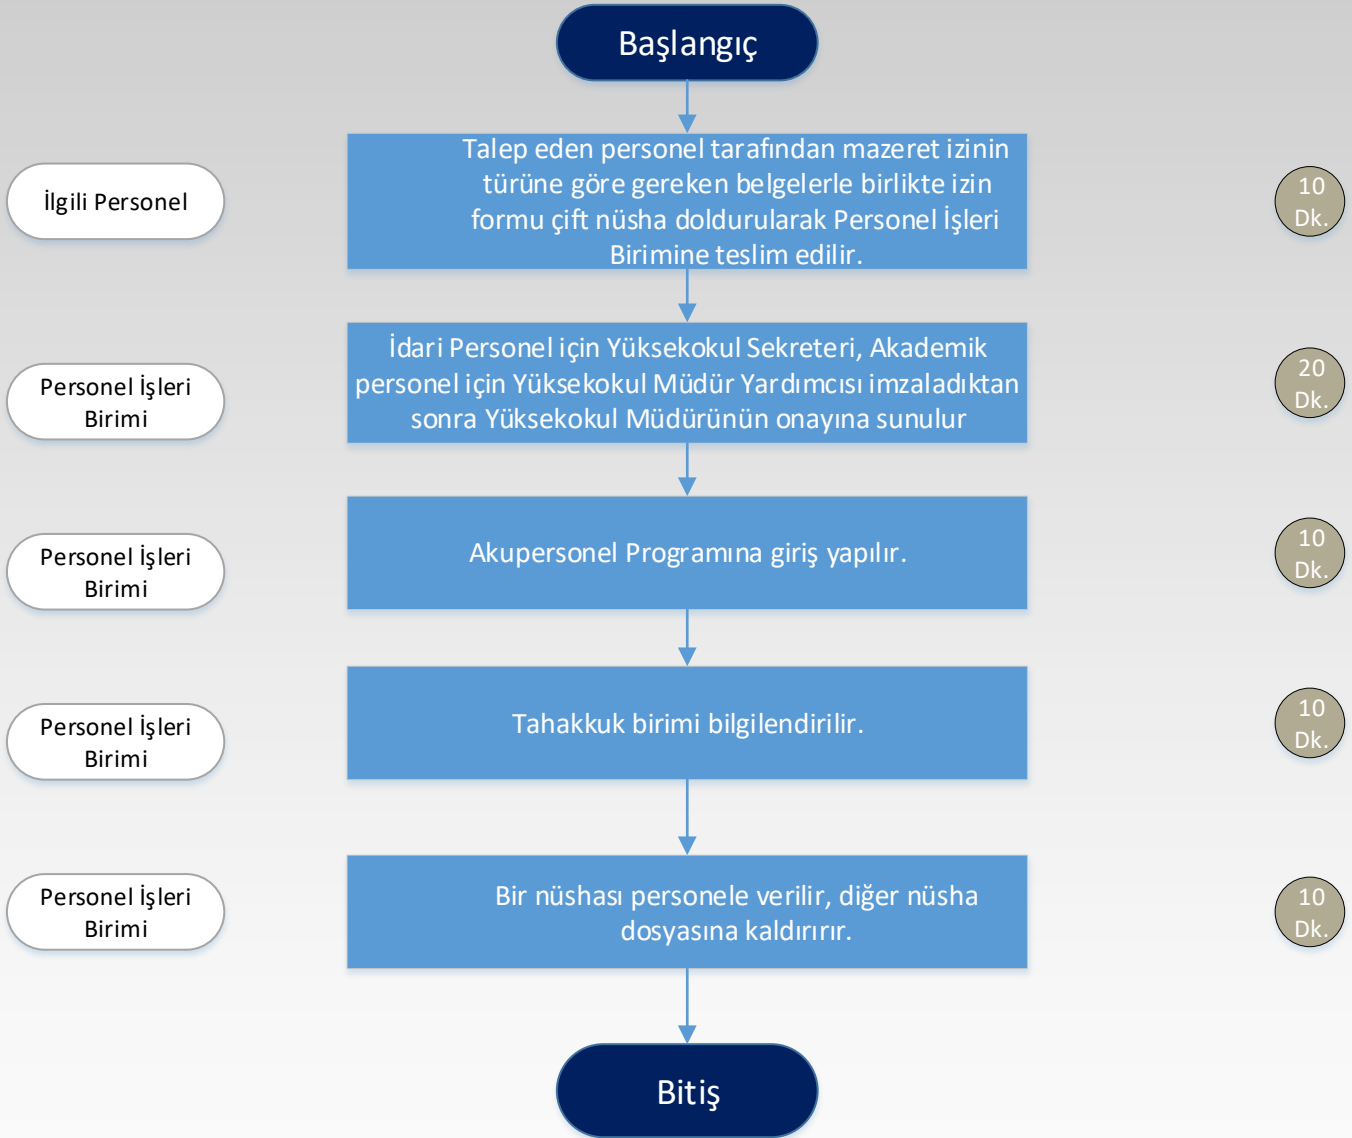 Başlangıç
İlgili Personel
Talep eden personel tarafından mazeret izinin
türüne göre gereken belgelerle birlikte izin
formu çift nüsha doldurularak Personel İşleri
Birimine teslim edilir.
10
Dk.
Personel İşleri
Birimi
İdari Personel için Yüksekokul Sekreteri, Akademik
personel için Yüksekokul Müdür Yardımcısı imzaladıktan
sonra Yüksekokul Müdürünün onayına sunulur
20
Dk.
Personel İşleri
Birimi
Akupersonel Programına giriş yapılır.
10
Dk.
Personel İşleri
Birimi
Tahakkuk birimi bilgilendirilir.
10
Dk.
Personel İşleri
Birimi
Bir nüshası personele verilir, diğer nüsha
dosyasına kaldırırır.
10
Dk.
Bitiş